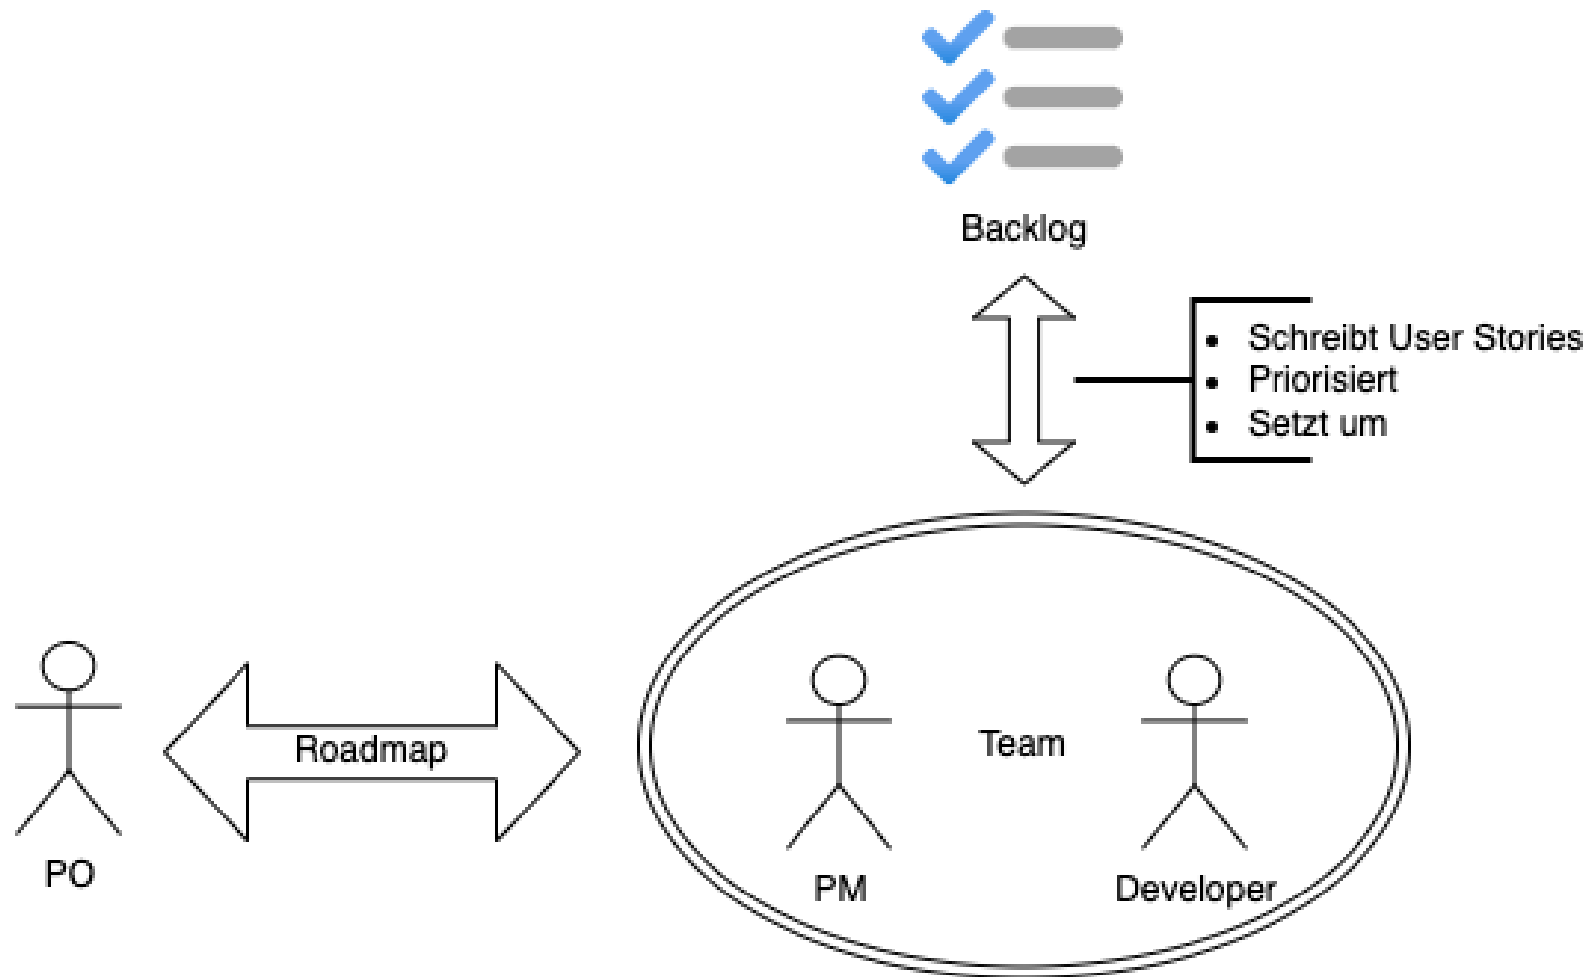 Backlog
• Schreibt User Stories
• Priorisiert
• Setzt um
Roadmap
Team
PO
PM
Developer